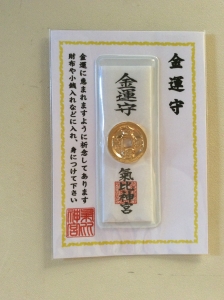 金運守
金運守
氣比神宮
金運に恵まれますように祈念してあります
財布や小銭入れなどに入れ、身につけて下さい